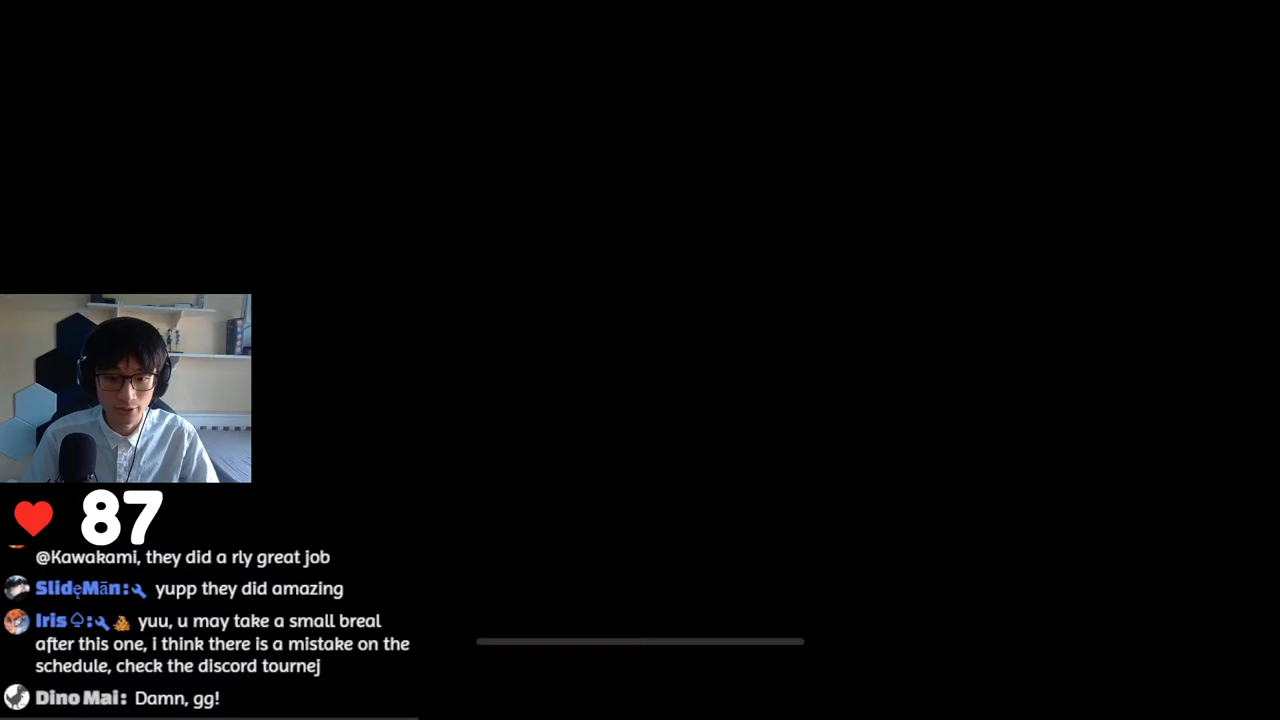 87
@Kawakami, they did a rly great job
SlidęMān: yupp they did amazing
Iris♤: yuu, u may take a small breal
after this one, i think there is a mistake on the
schedule, check the discord tournej
Dino Mai: Damn, gg!